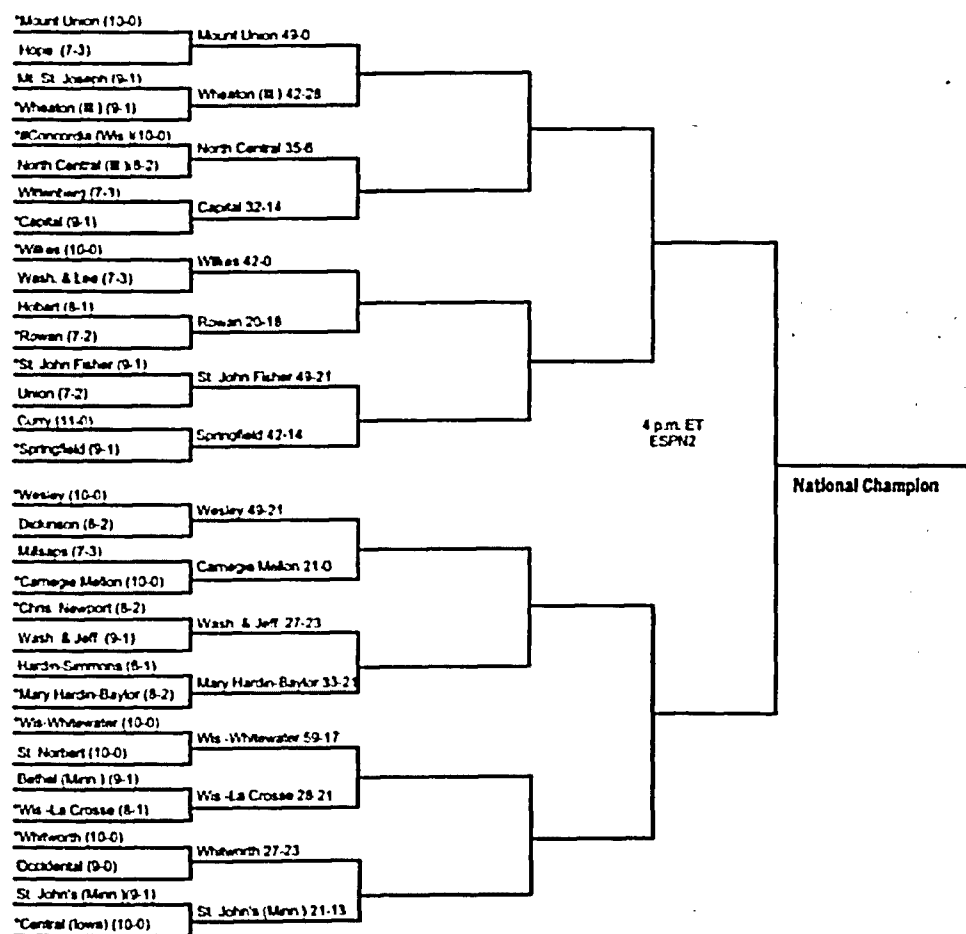 *Mount Union (10-0)
Mount Union 49-0
Hope (7-3)
Mt. St. Joseph (9-1)
Wheaton (Ill.) 42-28
*Wheaton (Ill.) (9-1)
*#Concordia (Wis.)(10-0)
North Central 35-6
North Central (Ill.)(8-2)
Wittenberg (7-3)
Capital 32-14
*Capital (9-1)
*Wilkes (10-0)
Wilkes 42-0
Wash. & Lee (7-3)
Hobart (8-1)
Rowan 20-18
*Rowan (7-2)
*St. John Fisher (9-1)
St. John Fisher 49-21
Union (7-2)
Curry (11-0)
Springfield 42-14
*Springfield (9-1)
4 p.m. ET
ESPN2
National Champion
*Wesley (10-0)
Wesley 49-21
Dickinson (8-2)
Millsaps (7-3)
Carnegie Mellon 21-0
*Carnegie Mellon (10-0)
*Chris. Newport (8-2)
Wash. & Jeff. 27-23
Wash. & Jeff. (9-1)
Hardin-Simmons (8-1)
Mary Hardin-Baylor 33-21
*Mary Hardin-Baylor (8-2)
*Wis.-Whitewater (10-0)
Wis.-Whitewater 59-17
St. Norbert (10-0)
Bethel (Minn.) (9-1)
Wis.-La Crosse 28-21
*Wis.-La Crosse (8-1)
*Whitworth (10-0)
Whitworth 27-23
Occidental (9-0)
St. John's (Minn.)(9-1)
St. John's (Minn.) 21-13
*Central (Iowa) (10-0)